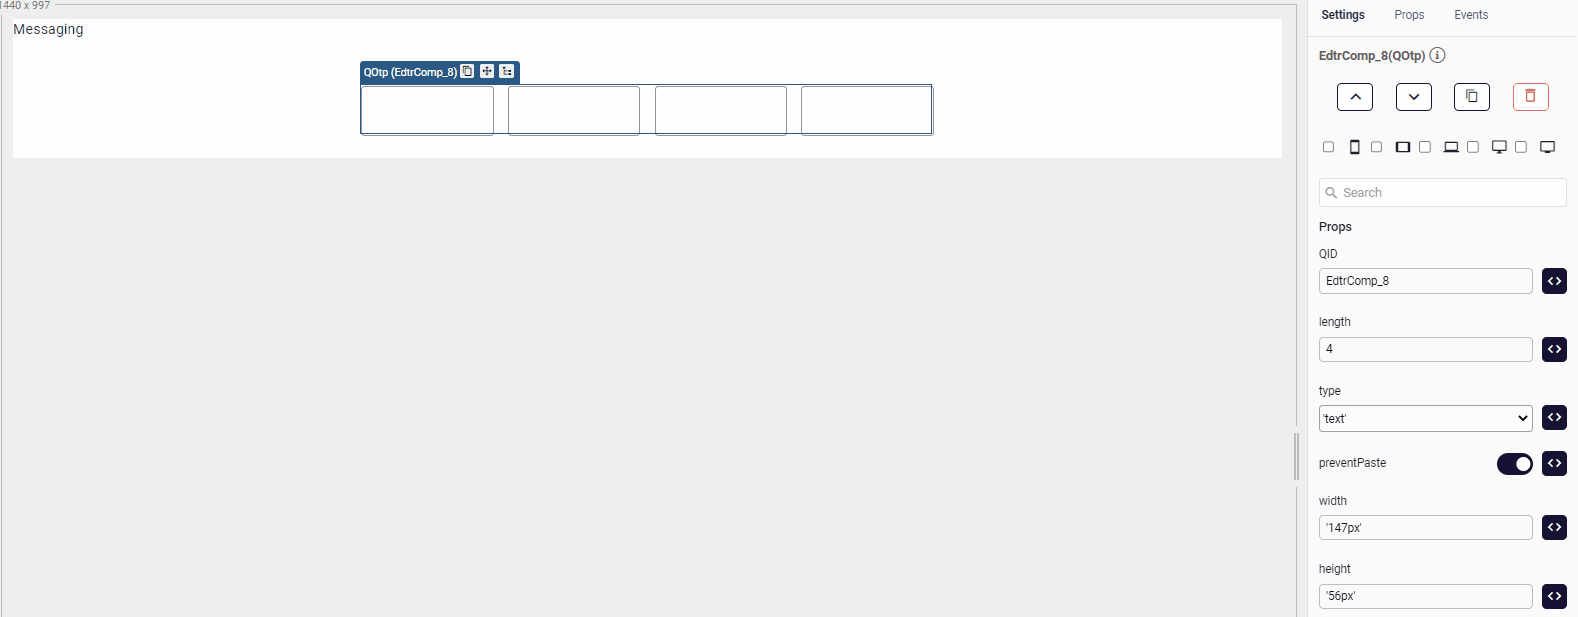 1440 x 997
Messaging
QOtp (EdtrComp_8)
Settings Props Events
EdtrComp_8(QOtp)
Search
Props
QID
EdtrComp_8
length
4
type
'text'
preventPaste
width
'147px'
height
'56px'